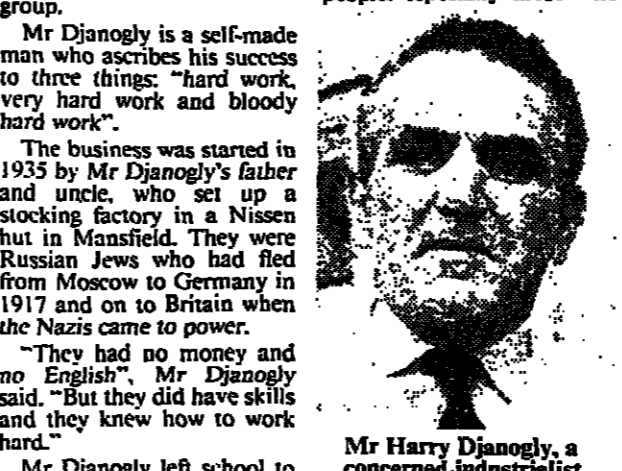 group.
Mr Djanogly is a self-made
man who ascribes his success
to three things: "hard work,
very hard work and bloody
hard work".
The business was started in
1935 by Mr Djanogly's father
and uncle, who set up a
stocking factory in a Nissen
hut in Mansfield. They were
Russian Jews who had fled
from Moscow to Germany in
1917 and on to Britain when
the Nazis came to power.
"They had no money and
no English", Mr Djanogly
said. "But they did have skills
and they knew how to work
hard."
Mr Djanogly left school to
Mr Harry Djanogly, a
concerned industrialist